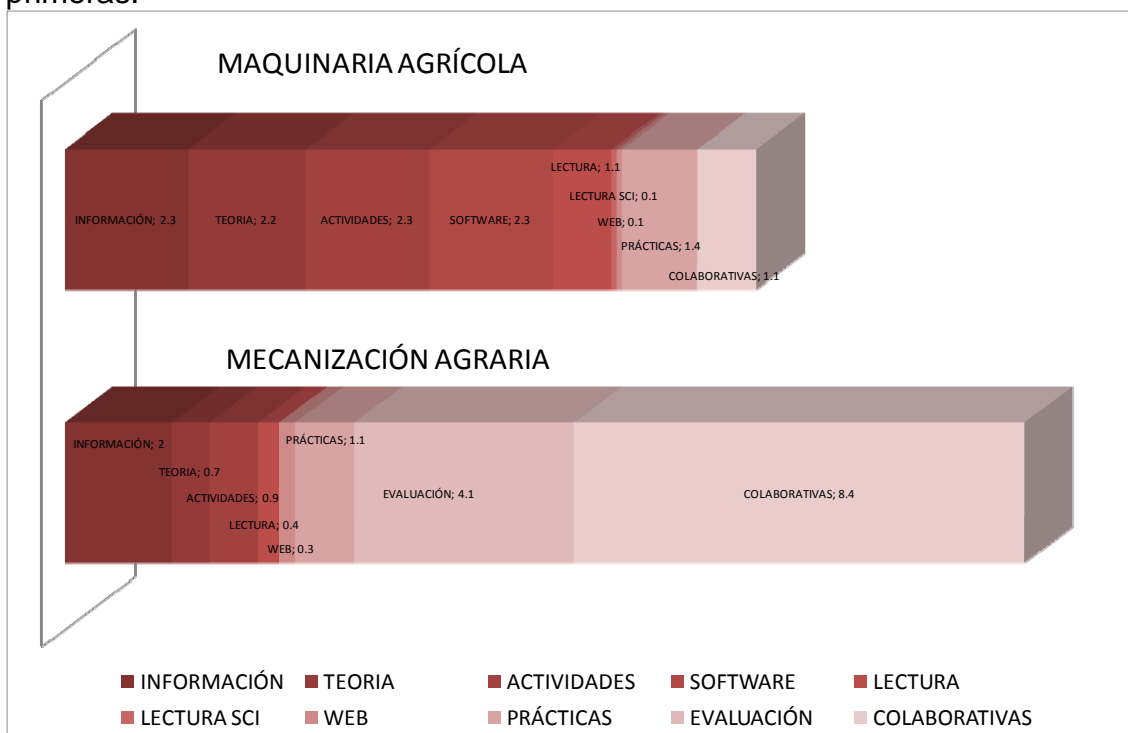 primeras.
MAQUINARIA AGRÍCOLA
LECTURA; 1.1
LECTURA SCI; 0.1
INFORMACIÓN; 2.3 TEORIA; 2.2 ACTIVIDADES; 2.3 SOFTWARE; 2.3 WEB; 0.1
PRÁCTICAS; 1.4
COLABORATIVAS; 1.1
MECANIZACIÓN AGRARIA
INFORMACIÓN; 2 PRÁCTICAS; 1.1
TEORIA; 0.7
ACTIVIDADES; 0.9 EVALUACIÓN; 4.1 COLABORATIVAS; 8.4
LECTURA; 0.4
WEB; 0.3
INFORMACIÓN TEORIA ACTIVIDADES SOFTWARE LECTURA
LECTURA SCI WEB PRÁCTICAS EVALUACIÓN COLABORATIVAS